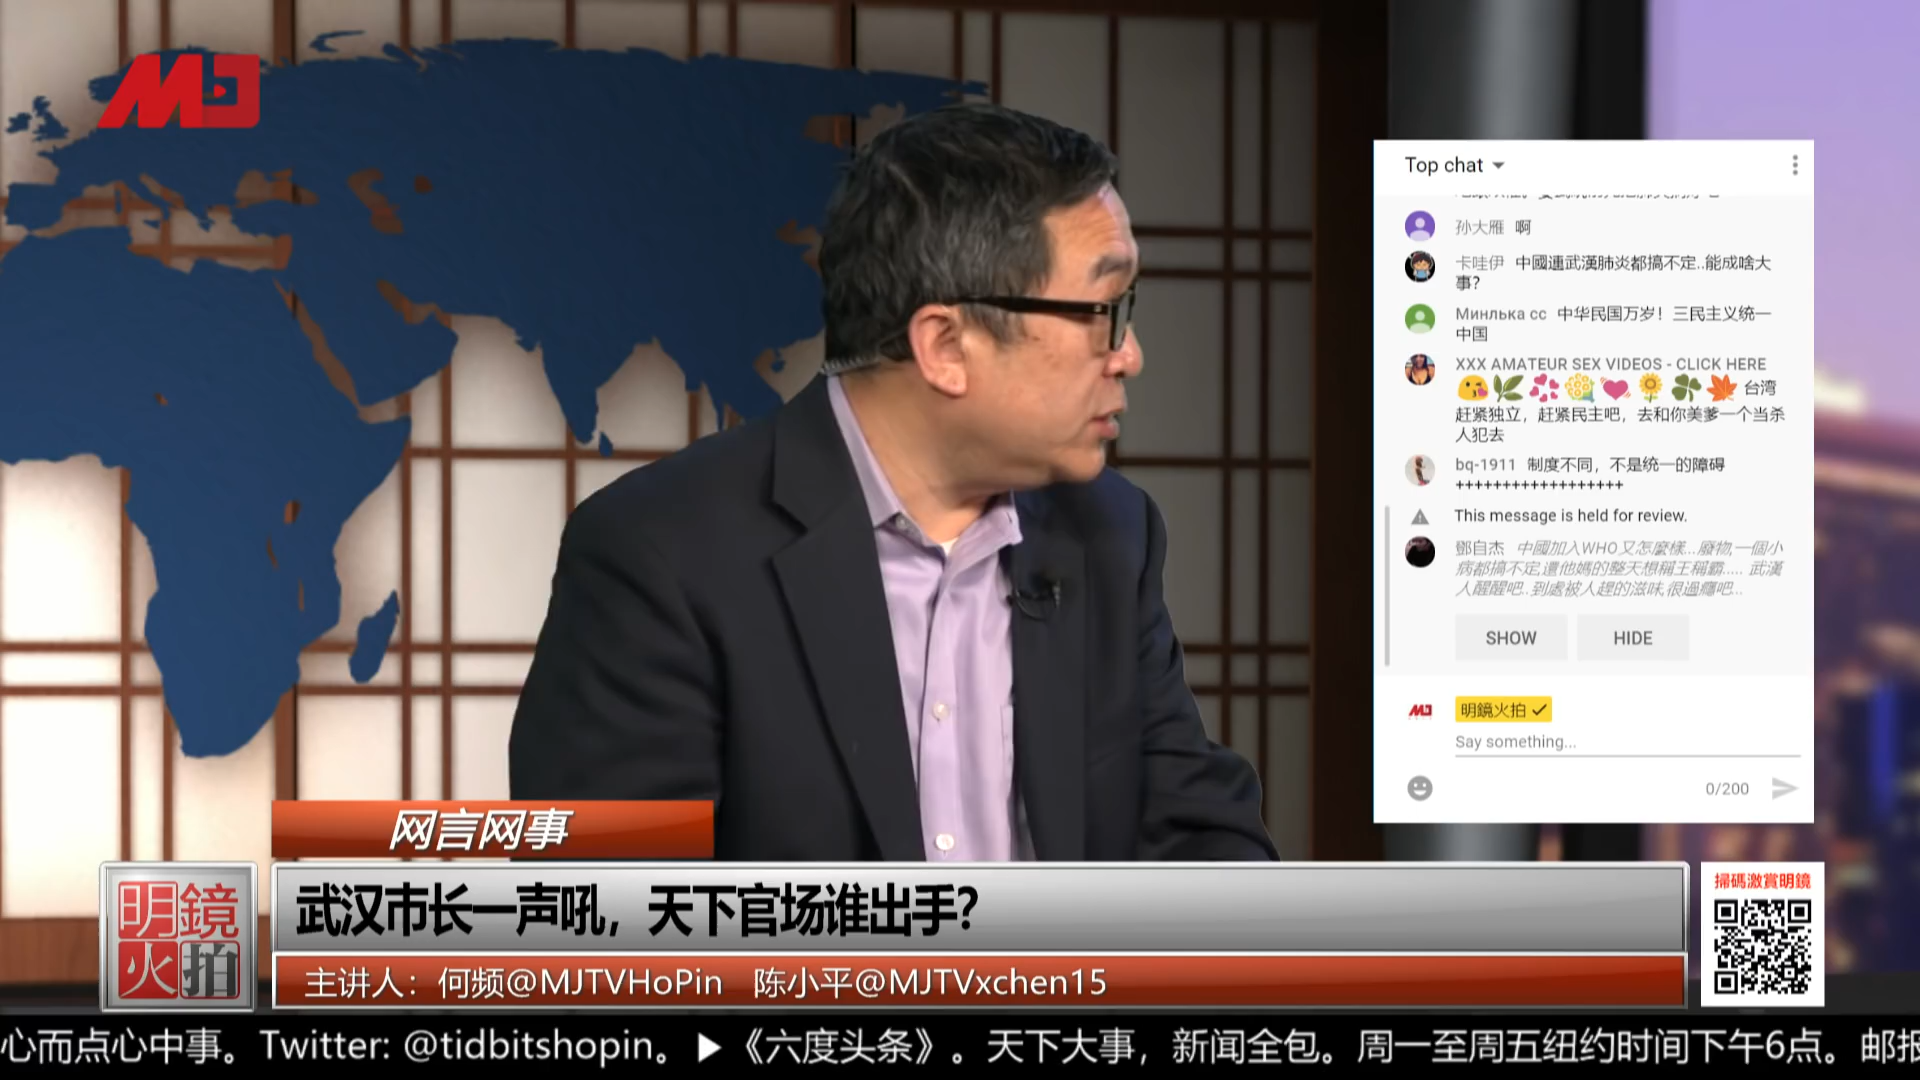 MJ
Top chat
孙大雁 啊
卡哇伊 中國連武漢肺炎都搞不定..能成啥大
事?
Минлька cc 中华民国万岁！三民主义统一
中国
XXX AMATEUR SEX VIDEOS - CLICK HERE
台湾
赶紧独立，赶紧民主吧，去和你美爹一个当杀
人犯去
bq-1911 制度不同，不是统一的障碍
++++++++++++++++++
This message is held for review.
鄧自杰 中國加入WHO又怎麼樣...廢物,一個小
病都搞不定,還他媽的整天想稱王稱霸..... 武漢
人醒醒吧..到處被人趕的滋味,很過癮吧...
SHOW HIDE
MJ 明鏡火拍
Say something...
0/200
网言网事
明鏡
火拍
武汉市长一声吼，天下官场谁出手?
主讲人：何频@MJTVHoPin 陈小平@MJTVxchen15
掃碼激賞明鏡
心而点心中事。Twitter: @tidbitshopin。▶《六度头条》。天下大事，新闻全包。周一至周五纽约时间下午6点。邮报